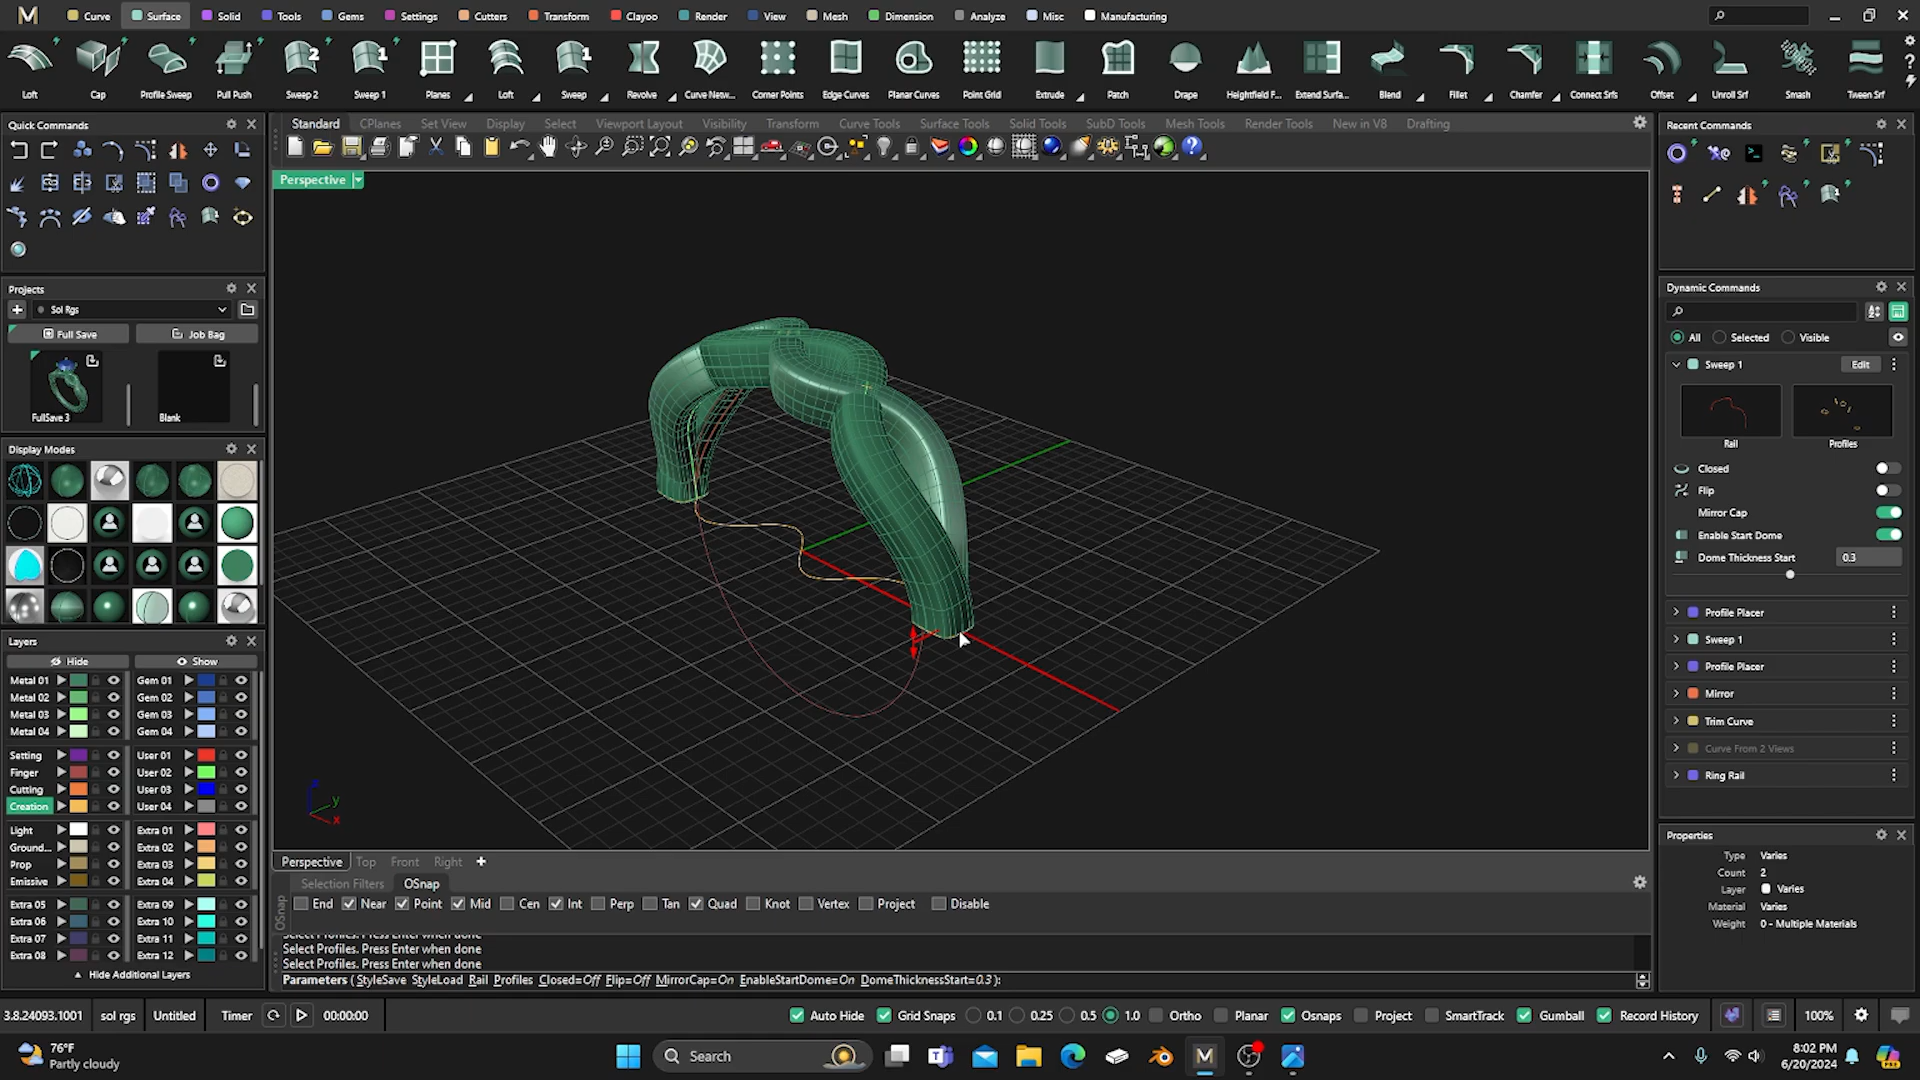 Curve Surface Solid Tools Gems Settings Cutters Transform Clayoo Render View Mesh Dimension Analyze Misc Manufacturing
Loft Cap Profile Sweep Pull Push Sweep 2 Sweep 1 Planes Loft Sweep Revolve Curve Netw... Corner Points Edge Curves Planar Curves Point Grid Extrude Patch Drape Heightfield F... Extend Surfa... Blend Fillet Chamfer Connect Srfs Offset Unroll Srf Smash Tween Srf
Quick Commands
Standard CPlanes Set View Display Select Viewport Layout Visibility Transform Curve Tools Surface Tools Solid Tools SubD Tools Mesh Tools Render Tools New in V8 Drafting
Recent Commands
Perspective
Projects
Sol Rgs
Full Save Job Bag
FullSave 3 Blank
Display Modes
Layers
Hide Show
Metal 01 Gem 01
Metal 02 Gem 02
Metal 03 Gem 03
Metal 04 Gem 04
Setting User 01
Finger User 02
Cutting User 03
Creation User 04
Light Extra 01
Ground... Extra 02
Prop Extra 03
Emissive Extra 04
Extra 05 Extra 09
Extra 06 Extra 10
Extra 07 Extra 11
Extra 08 Extra 12
Hide Additional Layers
y
x
Perspective Top Front Right
Selection Filters OSnap
OSnap
End Near Point Mid Cen Int Perp Tan Quad Knot Vertex Project Disable
Select Profiles. Press Enter when done
Select Profiles. Press Enter when done
Select Profiles. Press Enter when done
Parameters ( StyleSave StyleLoad Rail Profiles Closed=Off Flip=Off MirrorCap=On EnableStartDome=On DomeThicknessStart=0.3 ):
Dynamic Commands
All Selected Visible
Sweep 1 Edit
Rail Profiles
Closed
Flip
Mirror Cap
Enable Start Dome
Dome Thickness Start 0.3
Profile Placer
Sweep 1
Profile Placer
Mirror
Trim Curve
Curve From 2 Views
Ring Rail
Properties
Type Varies
Count 2
Layer Varies
Material Varies
Weight 0 - Multiple Materials
3.8.24093.1001 sol rgs Untitled Timer 00:00:00 Auto Hide Grid Snaps 0.1 0.25 0.5 1.0 Ortho Planar Osnaps Project SmartTrack Gumball Record History 100%
76°F
Partly cloudy
Search
8:02 PM
6/20/2024